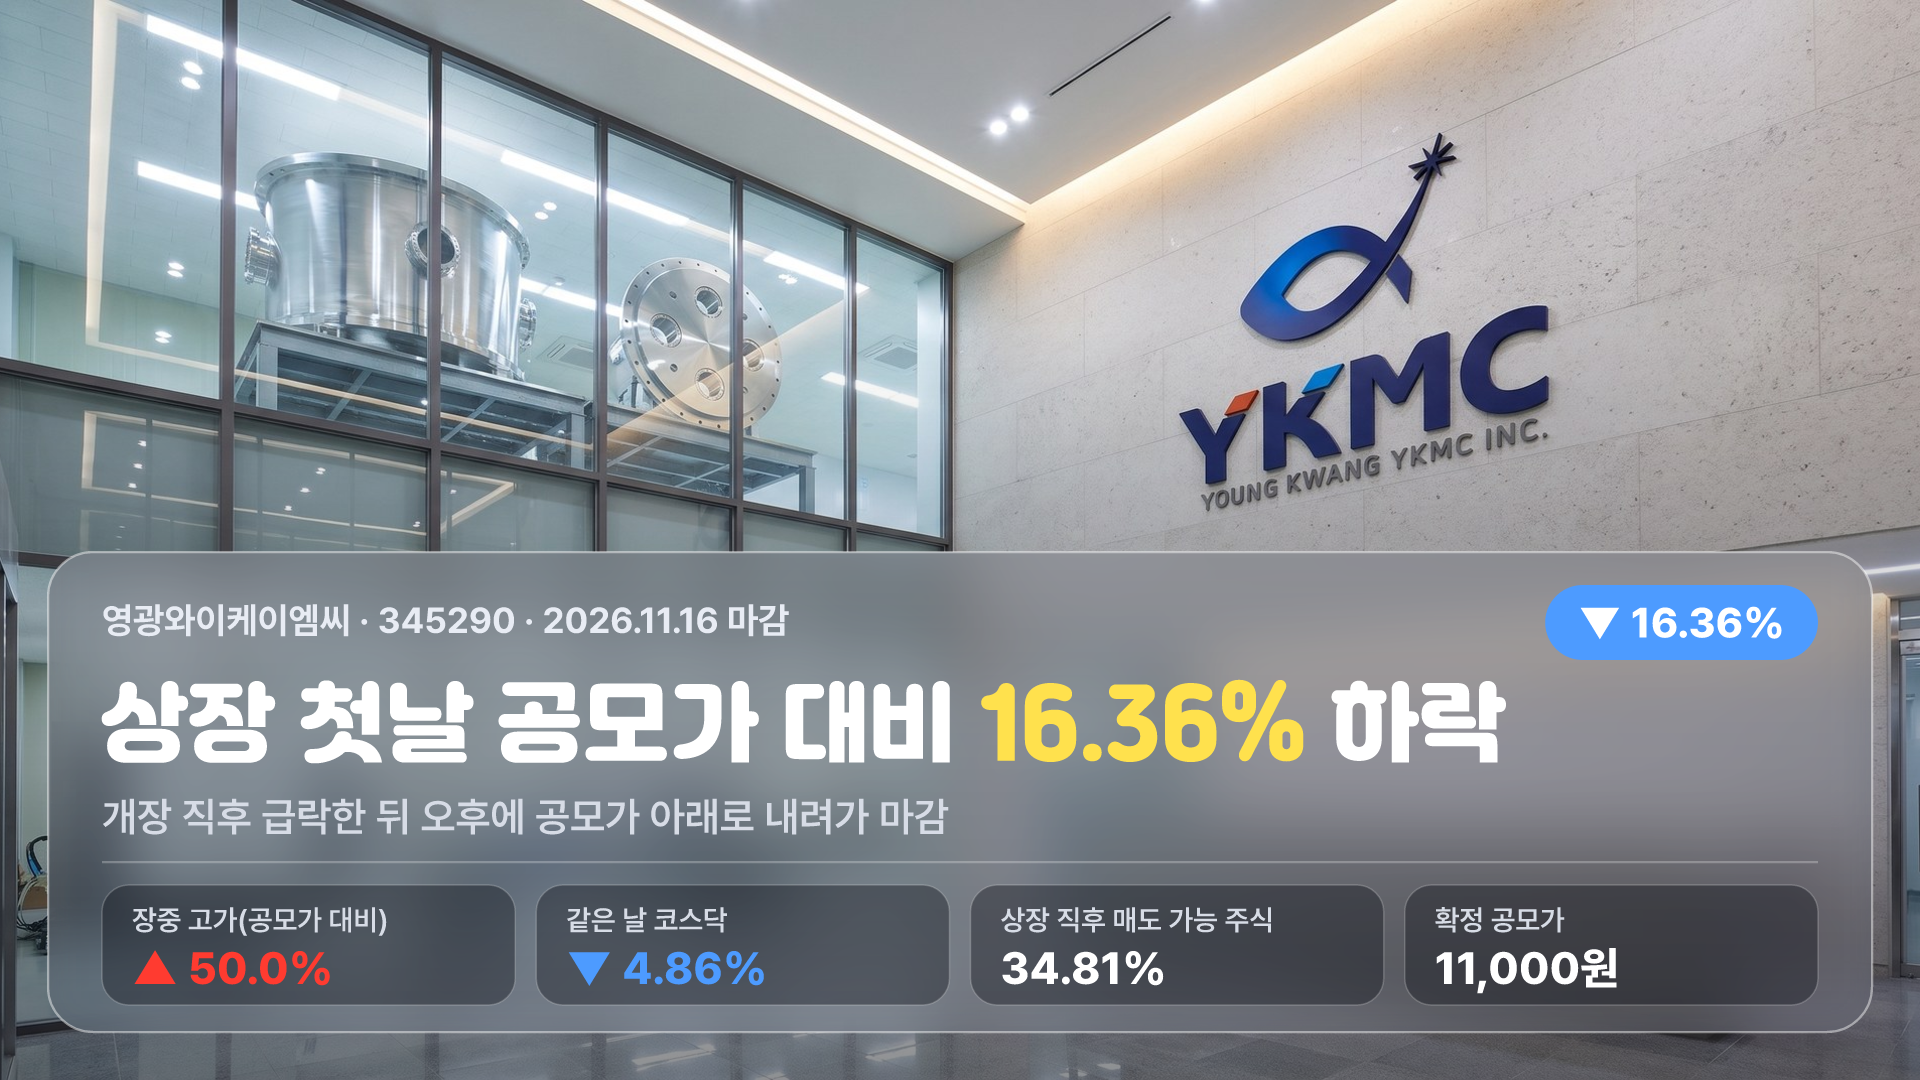 YKMC
YOUNG KWANG YKMC INC.
영광와이케이엠씨 · 345290 · 2026.11.16 마감
▼ 16.36%
상장 첫날 공모가 대비 16.36% 하락
개장 직후 급락한 뒤 오후에 공모가 아래로 내려가 마감
장중 고가(공모가 대비)
▲ 50.0%
같은 날 코스닥
▼ 4.86%
상장 직후 매도 가능 주식
34.81%
확정 공모가
11,000원